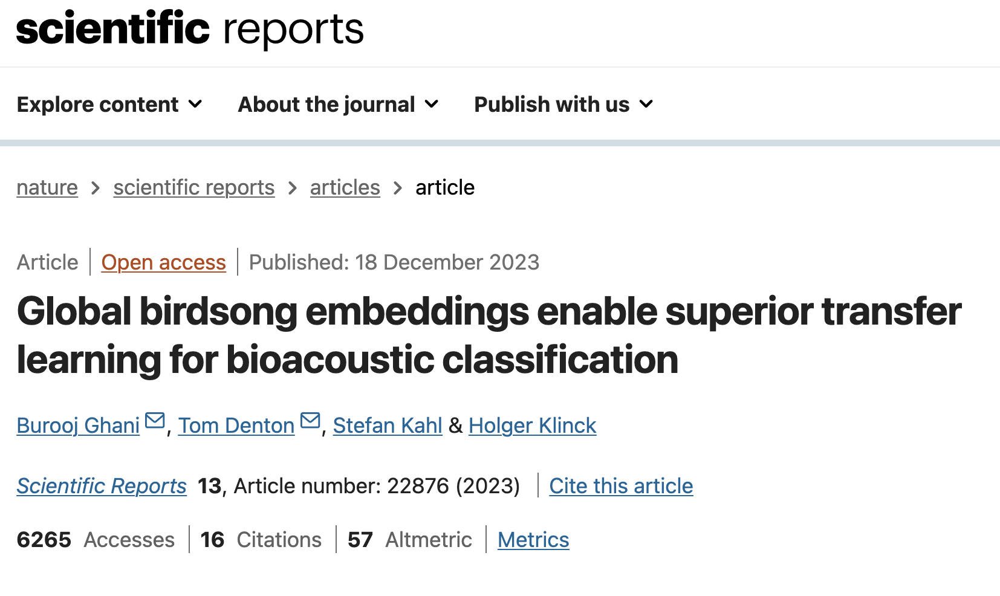 scientific reports
Explore content About the journal Publish with us
nature > scientific reports > articles > article
Article | Open access | Published: 18 December 2023
Global birdsong embeddings enable superior transfer
learning for bioacoustic classification
Burooj Ghani, Tom Denton, Stefan Kahl & Holger Klinck
Scientific Reports 13, Article number: 22876 (2023) | Cite this article
6265 Accesses | 16 Citations | 57 Altmetric | Metrics